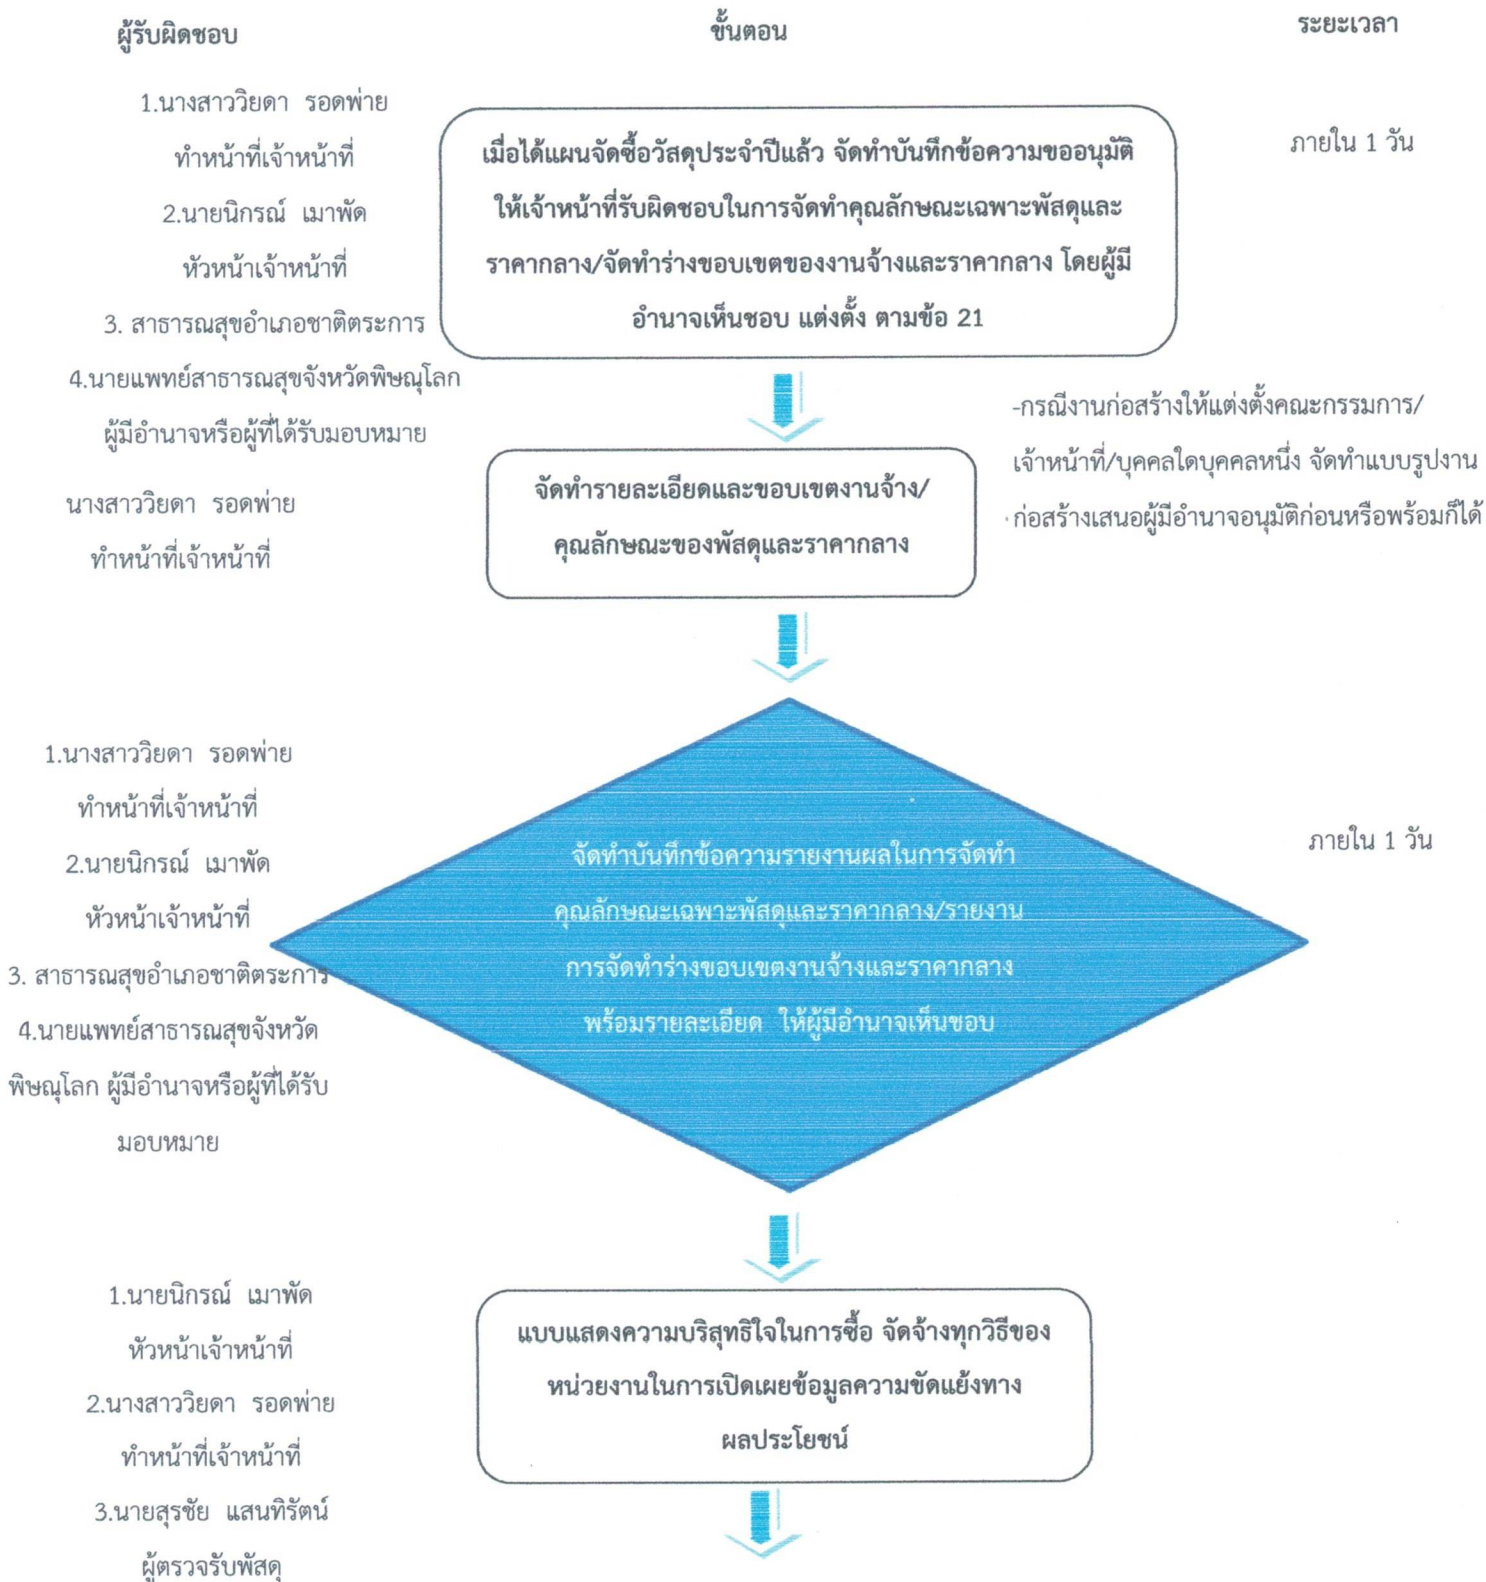 ผู้รับผิดชอบ
ขั้นตอน
ระยะเวลา
1.นางสาววิยดา รอดพ่าย
ทำหน้าที่เจ้าหน้าที่
2.นายนิกรณ์ เมาพัด
หัวหน้าเจ้าหน้าที่
3. สาธารณสุขอำเภอชาติตระการ
4.นายแพทย์สาธารณสุขจังหวัดพิษณุโลก
ผู้มีอำนาจหรือผู้ที่ได้รับมอบหมาย
เมื่อได้แผนจัดซื้อวัสดุประจำปีแล้ว จัดทำบันทึกข้อความขออนุมัติ
ให้เจ้าหน้าที่รับผิดชอบในการจัดทำคุณลักษณะเฉพาะพัสดุและ
ราคากลาง/จัดทำร่างขอบเขตของงานจ้างและราคากลาง โดยผู้มี
อำนาจเห็นชอบ แต่งตั้ง ตามข้อ 21
ภายใน 1 วัน
นางสาววิยดา รอดพ่าย
ทำหน้าที่เจ้าหน้าที่
จัดทำรายละเอียดและขอบเขตงานจ้าง/
คุณลักษณะของพัสดุและราคากลาง
-กรณีงานก่อสร้างให้แต่งตั้งคณะกรรมการ/
เจ้าหน้าที่/บุคคลใดบุคคลหนึ่ง จัดทำแบบรูปงาน
ก่อสร้างเสนอผู้มีอำนาจอนุมัติก่อนหรือพร้อมก็ได้
1.นางสาววิยดา รอดพ่าย
ทำหน้าที่เจ้าหน้าที่
2.นายนิกรณ์ เมาพัด
หัวหน้าเจ้าหน้าที่
3. สาธารณสุขอำเภอชาติตระการ
4.นายแพทย์สาธารณสุขจังหวัด
พิษณุโลก ผู้มีอำนาจหรือผู้ที่ได้รับ
มอบหมาย
จัดทำบันทึกข้อความรายงานผลในการจัดทำ
คุณลักษณะเฉพาะพัสดุและราคากลาง/รายงาน
การจัดทำร่างขอบเขตงานจ้างและราคากลาง
พร้อมรายละเอียด ให้ผู้มีอำนาจเห็นชอบ
ภายใน 1 วัน
1.นายนิกรณ์ เมาพัด
หัวหน้าเจ้าหน้าที่
2.นางสาววิยดา รอดพ่าย
ทำหน้าที่เจ้าหน้าที่
3.นายสุรชัย แสนทิรัตน์
ผู้ตรวจรับพัสดุ
แบบแสดงความบริสุทธิใจในการซื้อ จัดจ้างทุกวิธีของ
หน่วยงานในการเปิดเผยข้อมูลความขัดแย้งทาง
ผลประโยชน์